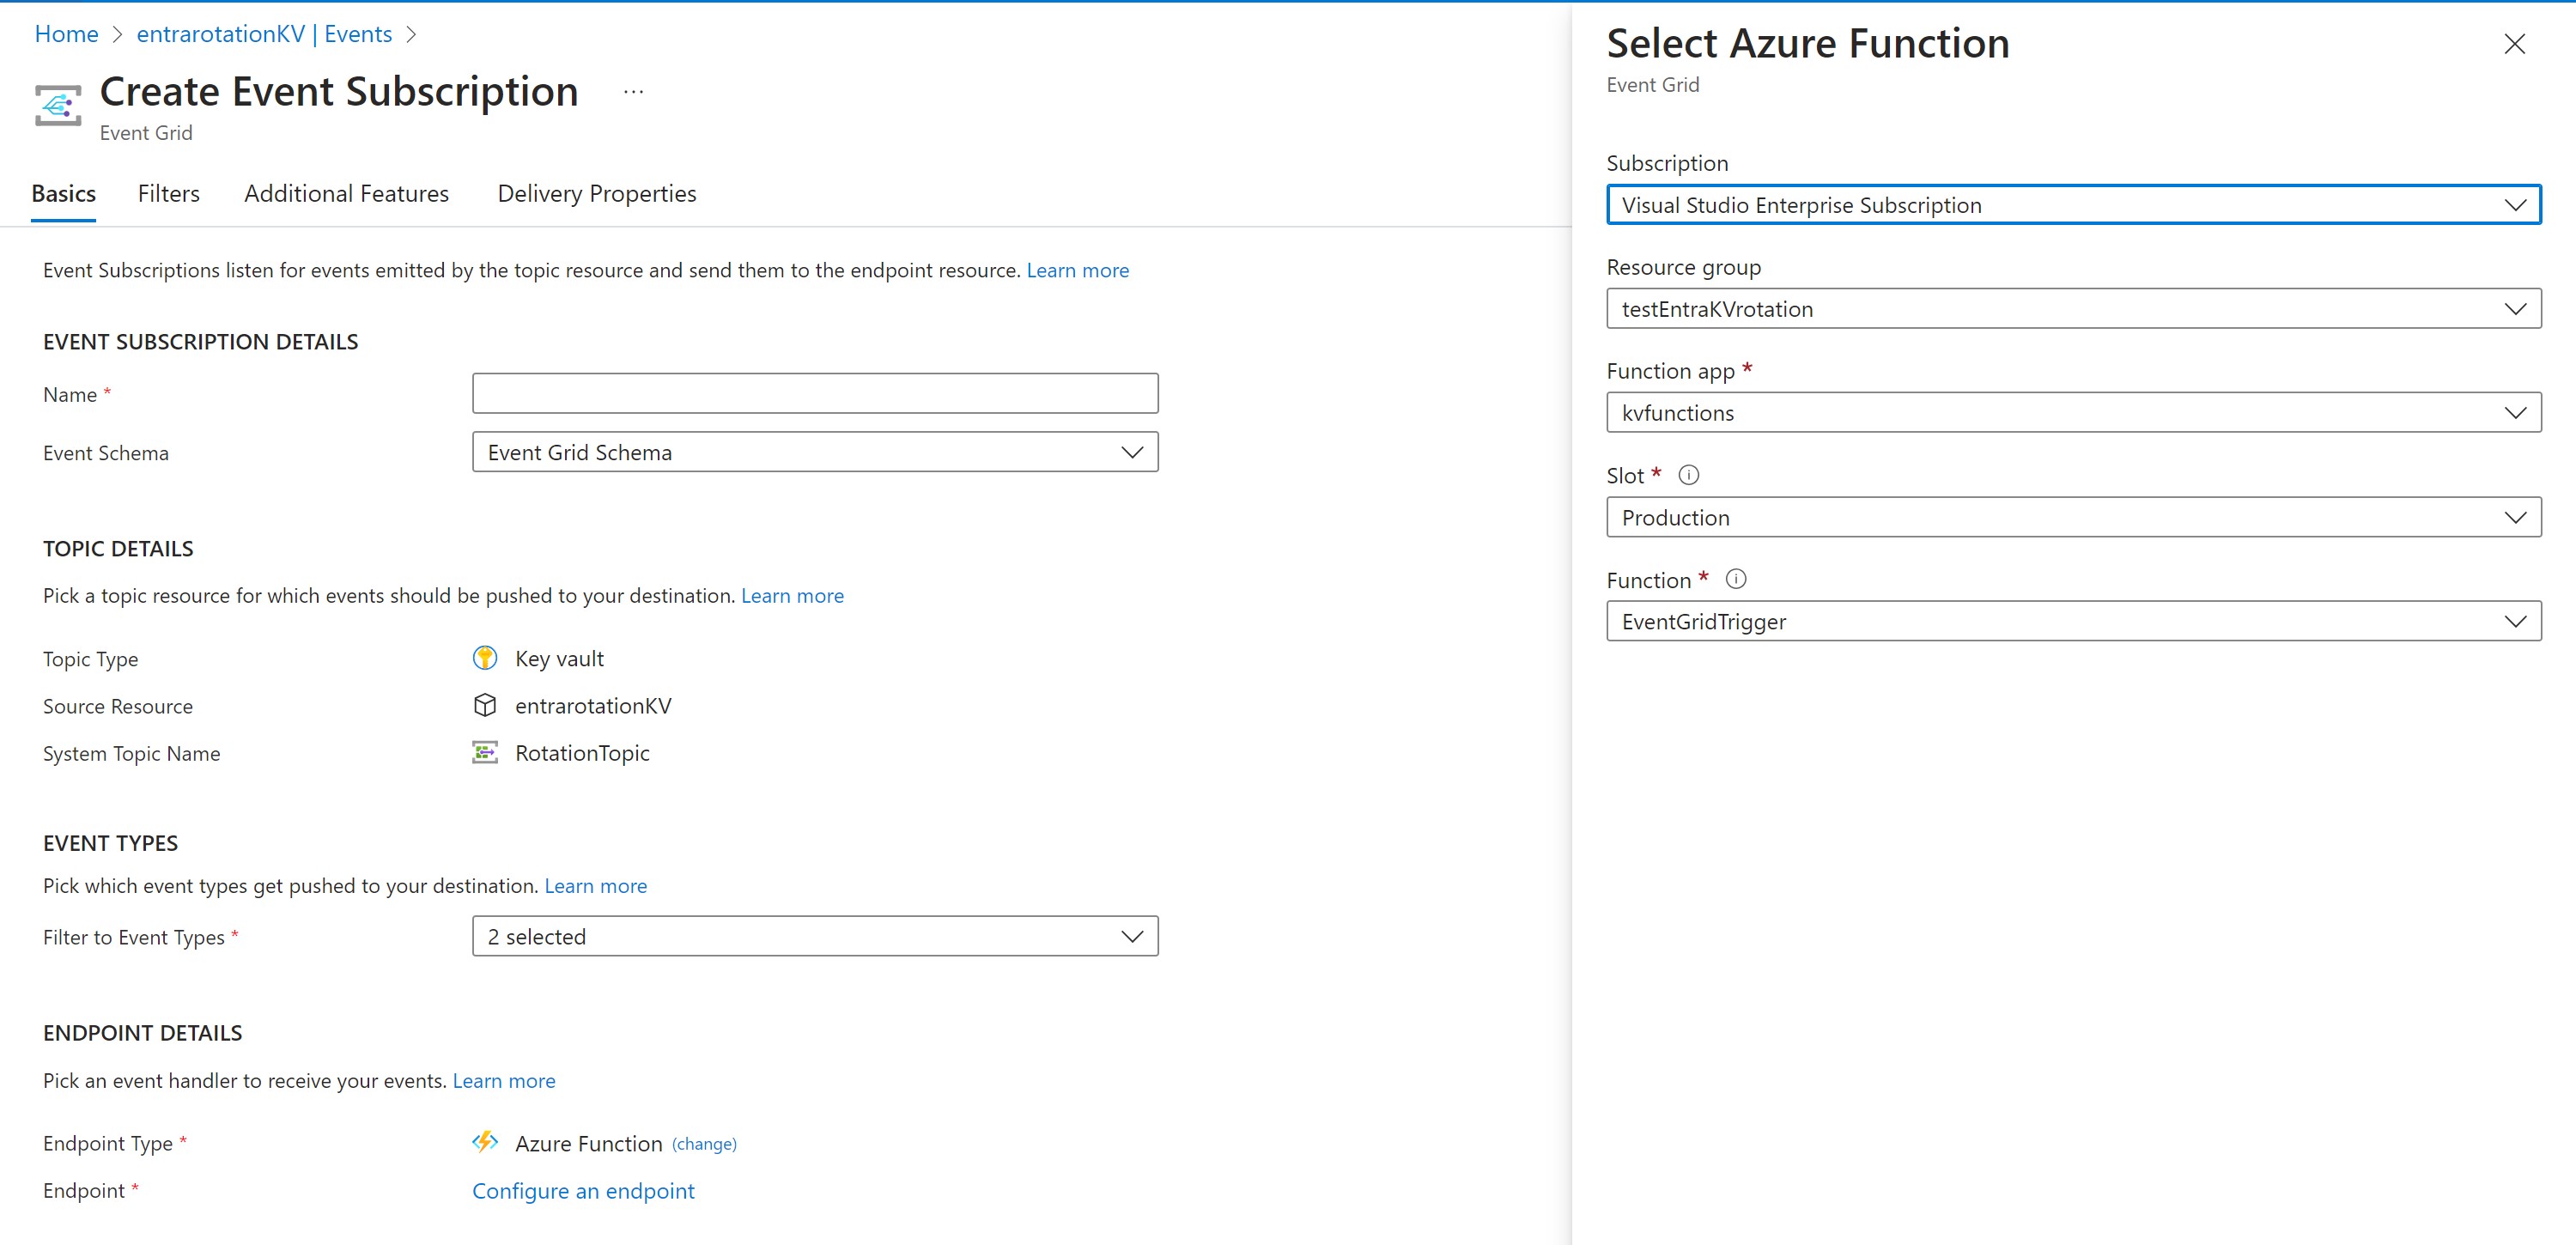 Home > entrarotationKV | Events >
Create Event Subscription ...
Event Grid
Basics Filters Additional Features Delivery Properties
Event Subscriptions listen for events emitted by the topic resource and send them to the endpoint resource. Learn more
EVENT SUBSCRIPTION DETAILS
Name *
Event Schema Event Grid Schema
TOPIC DETAILS
Pick a topic resource for which events should be pushed to your destination. Learn more
Topic Type Key vault
Source Resource entrarotationKV
System Topic Name RotationTopic
EVENT TYPES
Pick which event types get pushed to your destination. Learn more
Filter to Event Types * 2 selected
ENDPOINT DETAILS
Pick an event handler to receive your events. Learn more
Endpoint Type * Azure Function (change)
Endpoint * Configure an endpoint
Select Azure Function
Event Grid
Subscription
Visual Studio Enterprise Subscription
Resource group
testEntraKVrotation
Function app *
kvfunctions
Slot *
Production
Function *
EventGridTrigger